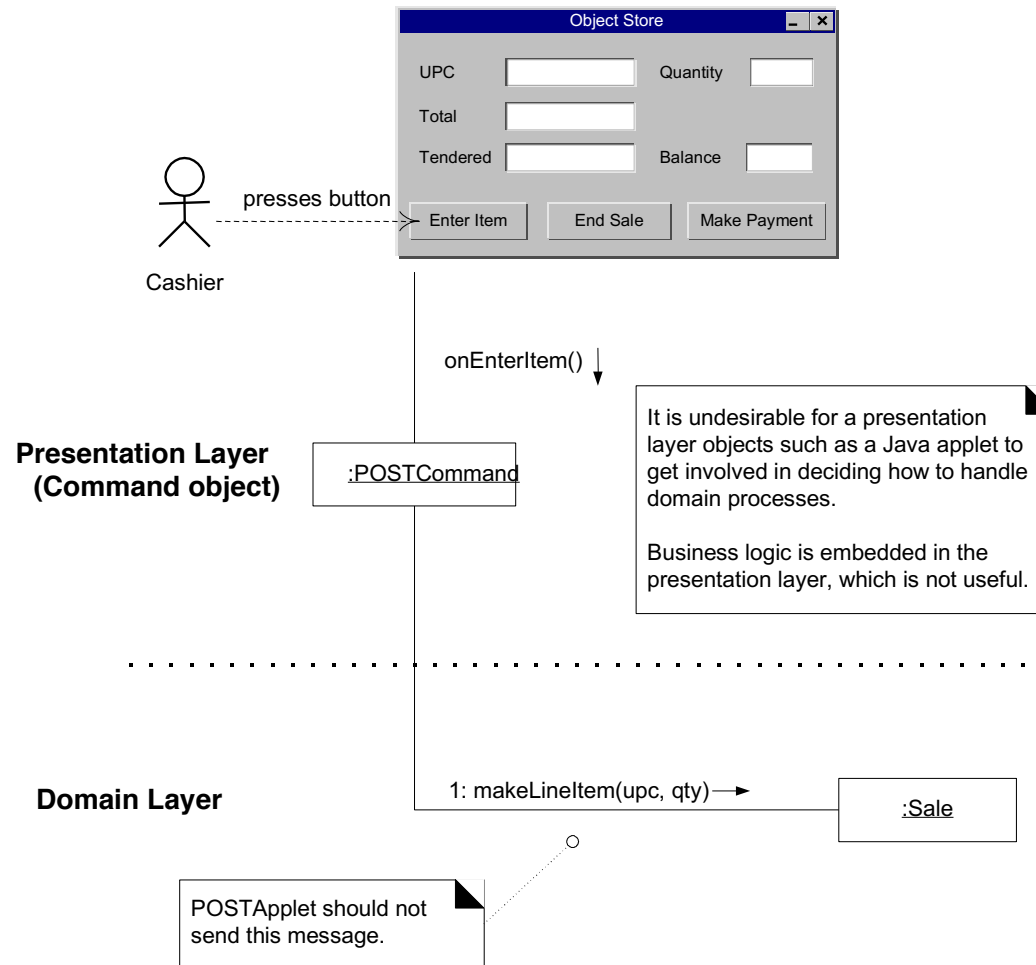 Object Store
UPC
Quantity
Total
Tendered
Balance
presses button
Enter Item
End Sale
Make Payment
Cashier
onEnterItem()
It is undesirable for a presentation
layer objects such as a Java applet to
get involved in deciding how to handle
domain processes.
Business logic is embedded in the
presentation layer, which is not useful.
Presentation Layer
(Command object)
:POSTCommand
1: makeLineItem(upc, qty)
Domain Layer
:Sale
POSTApplet should not
send this message.